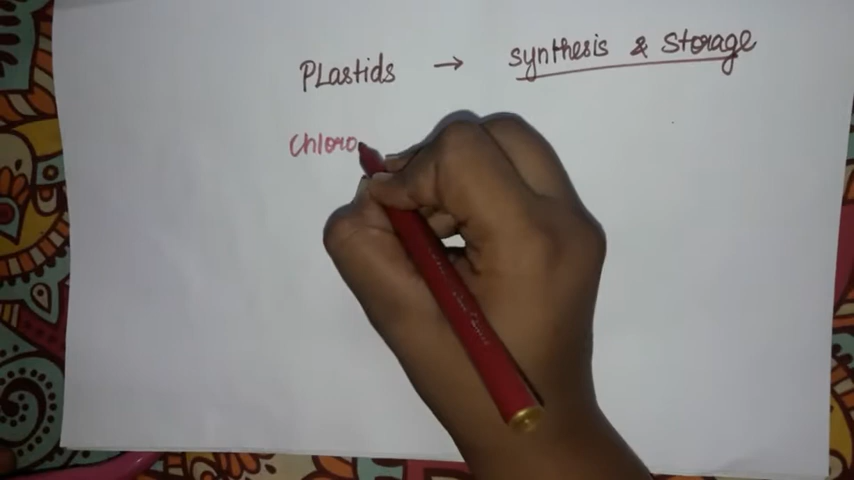 Plastids → synthesis & storage
Chloro